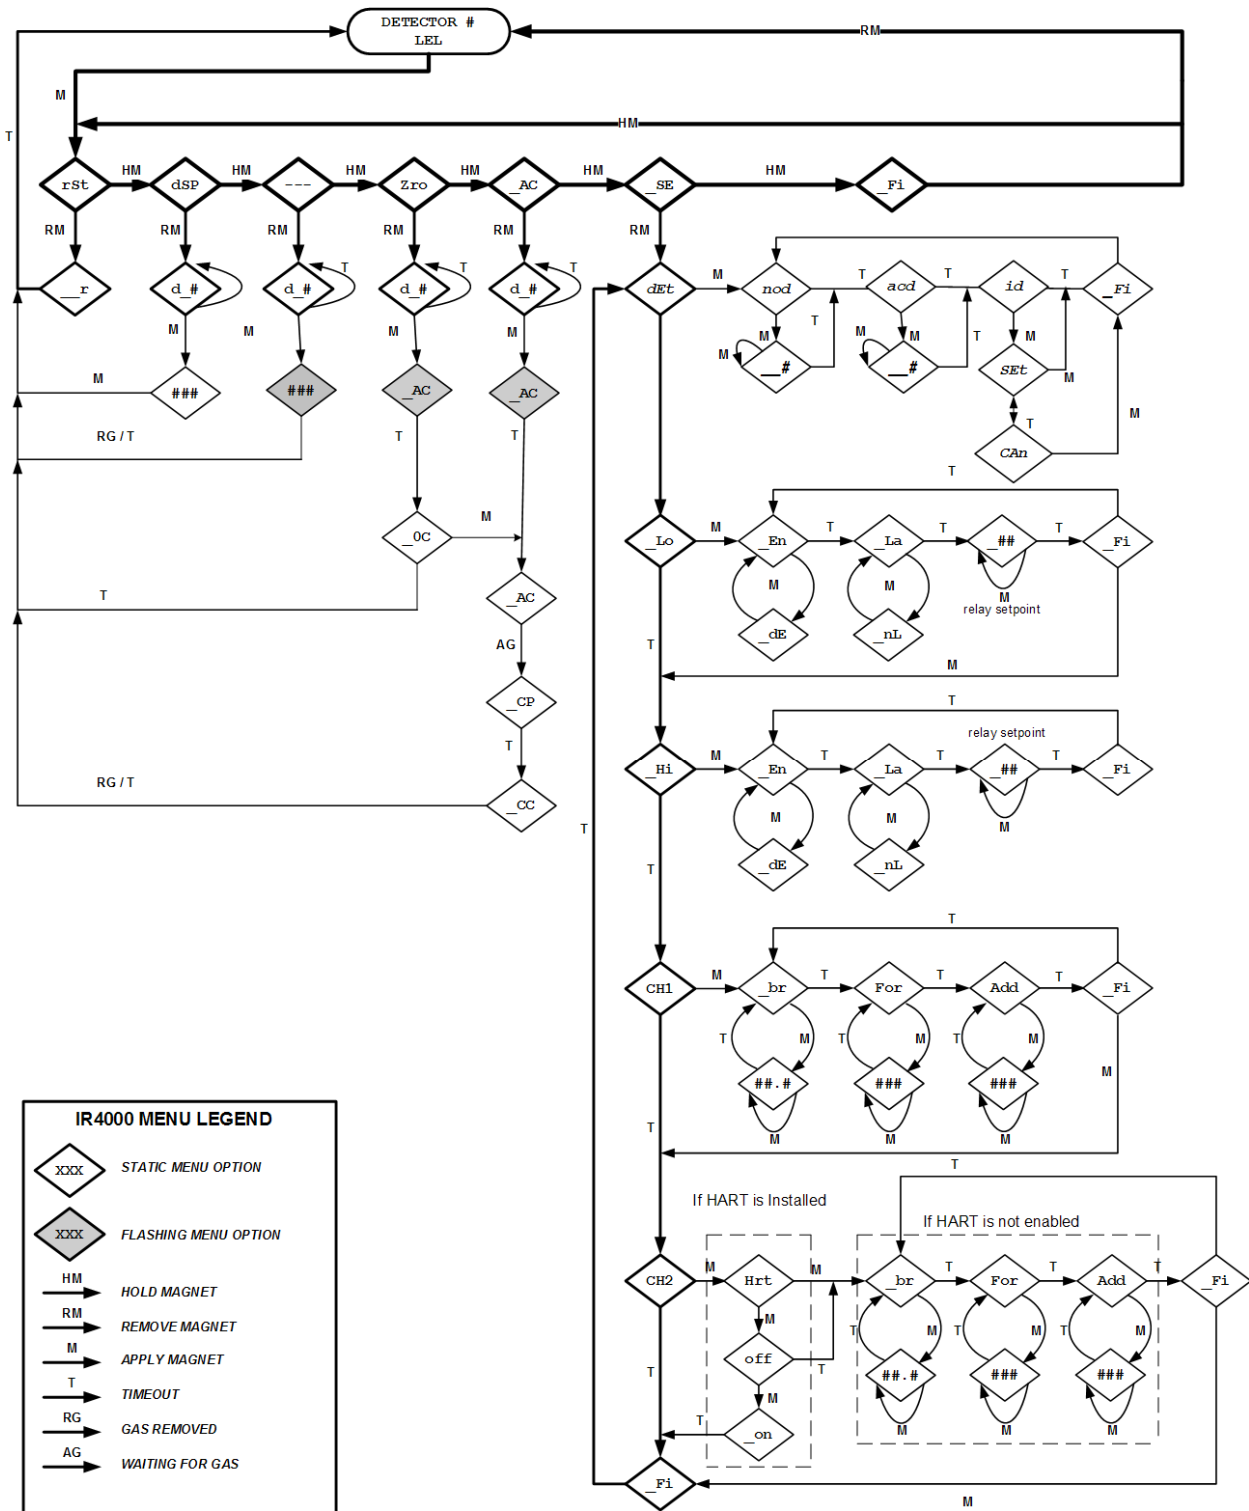 DETECTOR #
LEL
RM
M
HM
T
rSt
HM
dSP
HM
---
HM
Zro
HM
_AC
HM
_SE
HM
_Fi
RM
RM
RM
RM
RM
RM
__r
d_#
d_#
T
d_#
T
d_#
T
dEt
M
nod
T
acd
T
id
T
_Fi
M
M
M
M
M
M
M
M
M
__#
T
M
__#
T
SEt
M
M
###
###
_AC
_AC
RG / T
T
T
T
CAn
M
T
_0C
M
_Lo
M
_En
T
_La
T
_##
T
_Fi
M
M
M
relay setpoint
T
_AC
_dE
_nL
AG
T
M
_CP
T
T
relay setpoint
_Hi
M
_En
T
_La
T
_##
T
_Fi
RG / T
_CC
T
M
M
M
_dE
_nL
T
T
CH1
M
_br
T
For
T
Add
T
_Fi
T
M
T
M
T
M
M
##.#
###
###
M
M
M
T
T
If HART is Installed
If HART is not enabled
CH2
M
Hrt
M
_br
T
For
T
Add
T
_Fi
M
T
M
T
M
T
M
off
T
##.#
###
###
T
M
M
M
M
T
_on
_Fi
M
IR4000 MENU LEGEND
XXX
STATIC MENU OPTION
XXX
FLASHING MENU OPTION
HM
HOLD MAGNET
RM
REMOVE MAGNET
M
APPLY MAGNET
T
TIMEOUT
RG
GAS REMOVED
AG
WAITING FOR GAS